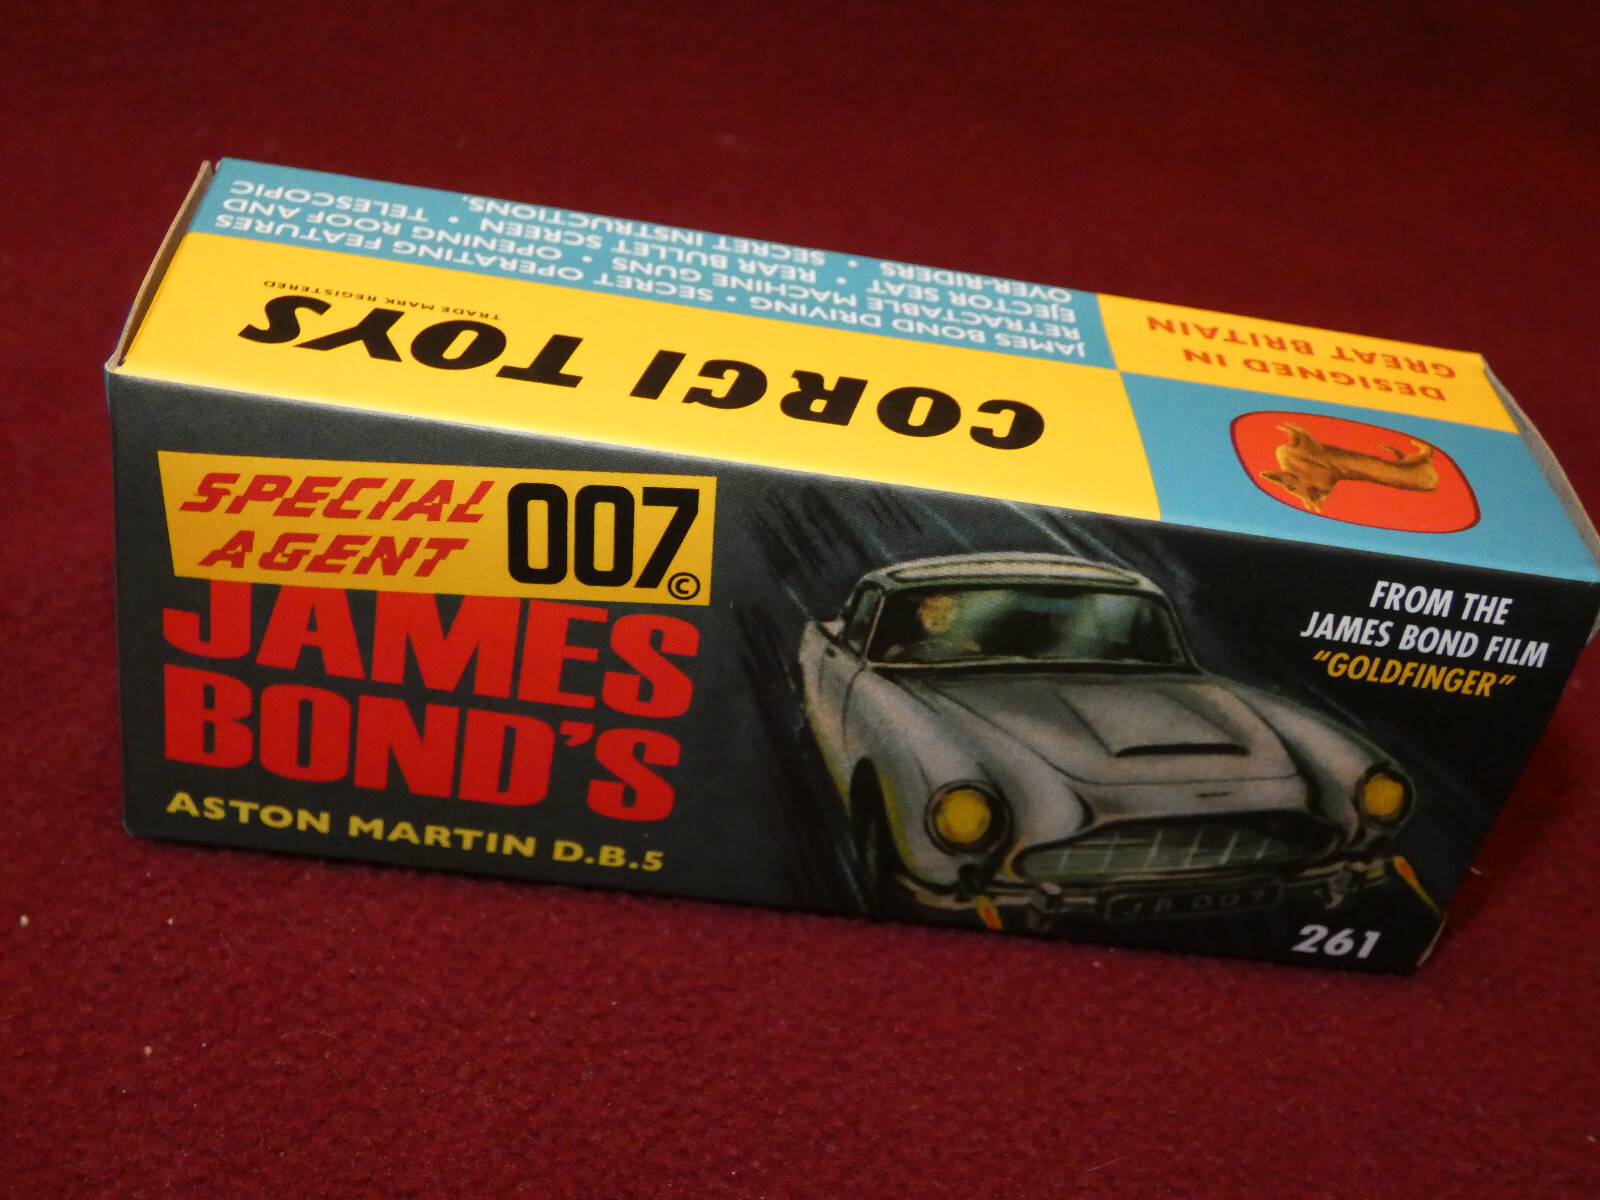 SPECIAL
AGENT
007©
JAMES
BOND'S
ASTON MARTIN D.B.5
FROM THE
JAMES BOND FILM
"GOLDFINGER"
JB 007
261
CORGI TOYS
TRADE MARK REGISTERED
DESIGNED IN
GREAT BRITAIN
JAMES BOND DRIVING • SECRET OPERATING FEATURES
RETRACTABLE MACHINE GUNS • OPENING ROOF AND
EJECTOR SEAT • REAR BULLET SCREEN • TELESCOPIC
OVER-RIDERS • SECRET INSTRUCTIONS.